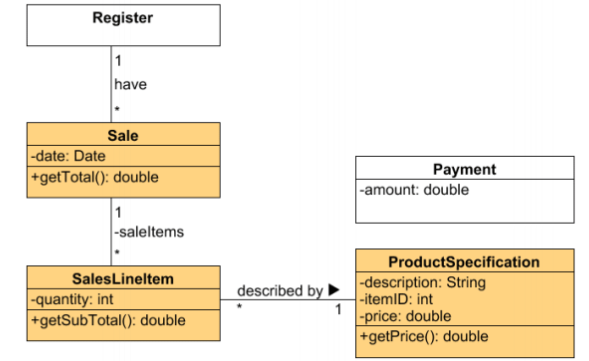 Register
1
have
*
Sale
-date: Date
+getTotal(): double
1
-saleItems
*
SalesLineItem
-quantity: int
+getSubTotal(): double
described by ▶
*
1
Payment
-amount: double
ProductSpecification
-description: String
-itemID: int
-price: double
+getPrice(): double